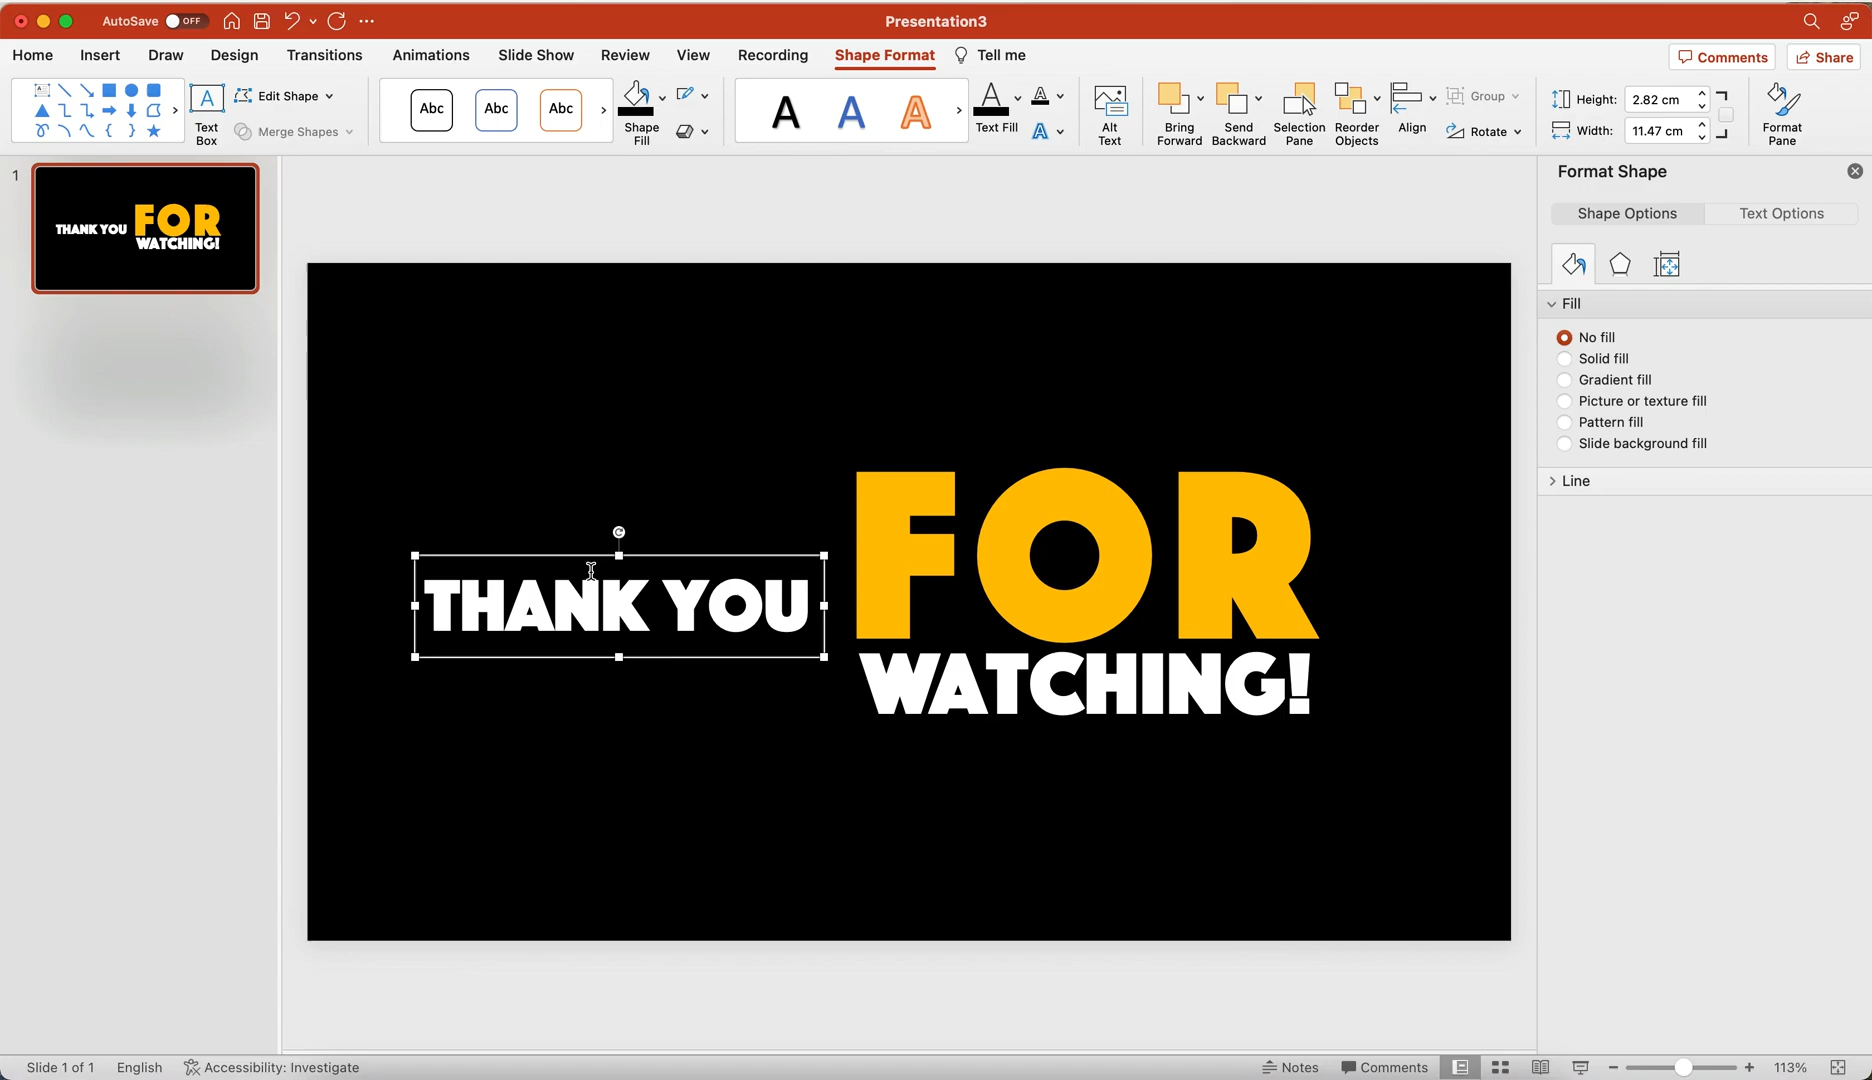 AutoSave OFF
Presentation3
Home Insert Draw Design Transitions Animations Slide Show Review View Recording Shape Format Tell me
Comments Share
A
Text Box
Edit Shape
Merge Shapes
Abc Abc Abc
Shape Fill
A A A
Text Fill
Alt Text
Bring Forward
Send Backward
Selection Pane
Reorder Objects
Align
Group
Rotate
Height: 2.82 cm
Width: 11.47 cm
Format Pane
1
THANK YOU
FOR
WATCHING!
THANK YOU
FOR
WATCHING!
Format Shape
Shape Options Text Options
Fill
No fill
Solid fill
Gradient fill
Picture or texture fill
Pattern fill
Slide background fill
Line
Slide 1 of 1 English Accessibility: Investigate
Notes Comments 113%